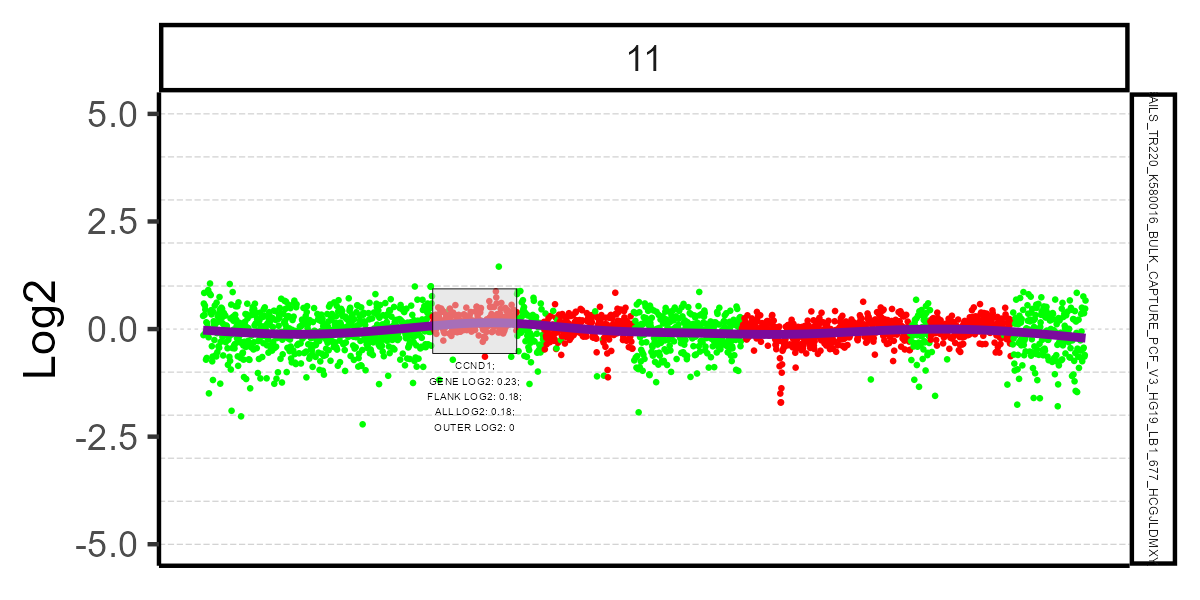 11
5.0
2.5
0.0
-2.5
-5.0
Log2
CCND1;
GENE LOG2: 0.23;
FLANK LOG2: 0.18;
ALL LOG2: 0.18;
OUTER LOG2: 0
AILS_TR220_K580016_BULK_CAPTURE_PCF_V3_HG19_LB1_677_HCGJLDMXY